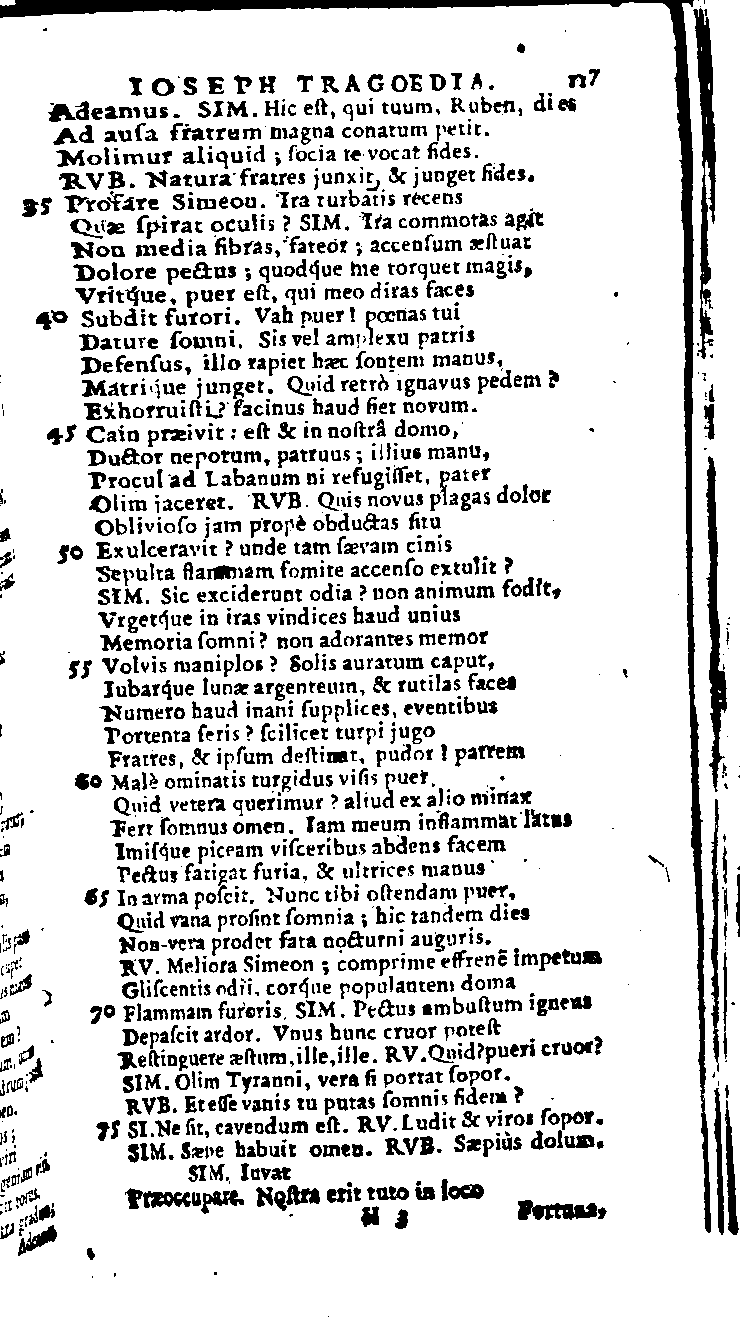 IOSEPH TRAGOEDIA. 117
Adeamus. SIM. Hic eſt, qui tuum, Ruben, dies
Ad auſa fratrum magna conatum petit.
Molimur aliquid ; ſocia te vocat fides.
RVB. Natura fratres junxit, & junget fides.
35 Profare Simeon. Ira turbatis recens
Quæ ſpirat oculis ? SIM. Ira commotas agit
Non media fibras, fateor ; accenſum æſtuat
Dolore pectus ; quodq́ue me torquet magis,
Vritq́ue, puer eſt, qui meo diras faces
40 Subdit furori. Vah puer ! pœnas tui
Dature ſomni. Sis vel amplexu patris
Defenſus, illo rapiet hæc ſontem manus,
Matrique junget. Quid retrò ignavus pedem ?
Exhorruiſti ? facinus haud fiet novum.
45 Cain præivit : eſt & in noſtrâ domo,
Ductor nepotum, patruus ; illius manu,
Procul ad Labanum ni refugiſſet, pater
Olim jaceret. RVB. Quis novus plagas dolor
Oblivioſo jam propè obductas ſitu
50 Exulceravit ? unde tam ſævam cinis
Sepulta flammam fomite accenſo extulit ?
SIM. Sic exciderunt odia ? non animum fodit,
Vrgetq́ue in iras vindices haud unius
Memoria ſomni ? non adorantes memor
55 Volvis maniplos ? Solis auratum caput,
Iubarq́ue lunæ argenteum, & rutilas faces
Numero haud inani ſupplices, eventibus
Portenta feris ? ſcilicet turpi jugo
Fratres, & ipſum deſtinat, pudor ! patrem
60 Malè ominatis turgidus viſis puer.
Quid vetera querimur ? aliud ex alio minax
Fert ſomnus omen. Iam meum inflammat latus
Imiſq́ue piceam viſceribus abdens facem
Pectus fatigat furia, & ultrices manus
65 In arma poſcit. Nunc tibi oſtendam puer,
Quid vana proſint ſomnia ; hic tandem dies
Non-vera prodet fata nocturni auguris.
RV. Meliora Simeon ; comprime effrenē impetum
Gliſcentis odii, corque populantem doma
70 Flammam furoris. SIM. Pectus ambuſtum igneus
Depaſcit ardor. Vnus hunc cruor poteſt
Reſtinguere æſtum, ille, ille. RV. Quid? pueri cruor?
SIM. Olim Tyranni, vera ſi portat ſopor.
RVB. Et eſſe vanis tu putas ſomnis fidem ?
75 SI. Ne ſit, cavendum eſt. RV. Ludit & viros ſopor.
SIM. Sæpe habuit omen. RVB. Sæpiùs dolum.
SIM. Iuvat
Præoccupare. Noſtra erit tuto in loco
H 3 Fortuna,